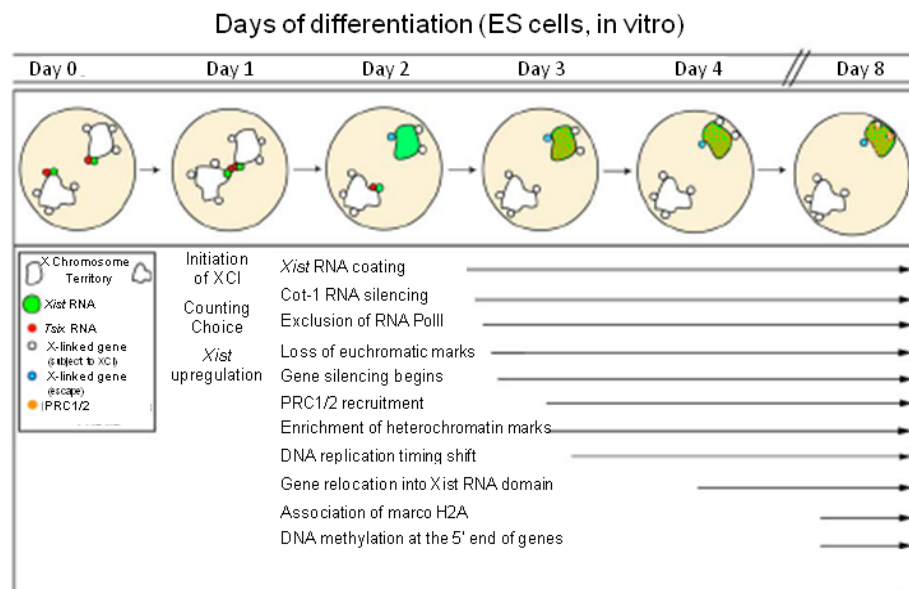 Days of differentiation (ES cells, in vitro)
Day 0
Day 1
Day 2
Day 3
Day 4
Day 8
X Chromosome
Territory
Xist RNA
Tsix RNA
X-linked gene
(subject to XCI)
X-linked gene
(escape)
PRC1/2
Initiation
of XCI
Counting
Choice
Xist
upregulation
Xist RNA coating
Cot-1 RNA silencing
Exclusion of RNA PolII
Loss of euchromatic marks
Gene silencing begins
PRC1/2 recruitment
Enrichment of heterochromatin marks
DNA replication timing shift
Gene relocation into Xist RNA domain
Association of marco H2A
DNA methylation at the 5' end of genes